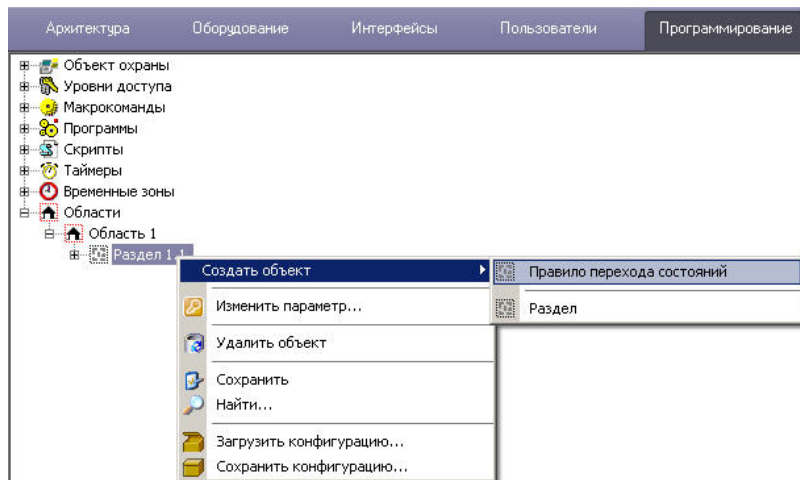 Архитектура Оборудование Интерфейсы Пользователи Программирование
Объект охраны
Уровни доступа
Макрокоманды
Программы
Скрипты
Таймеры
Временные зоны
Области
Область 1
Раздел 1.1
Создать объект
Правило перехода состояний
Изменить параметр...
Раздел
Удалить объект
Сохранить
Найти...
Загрузить конфигурацию...
Сохранить конфигурацию...